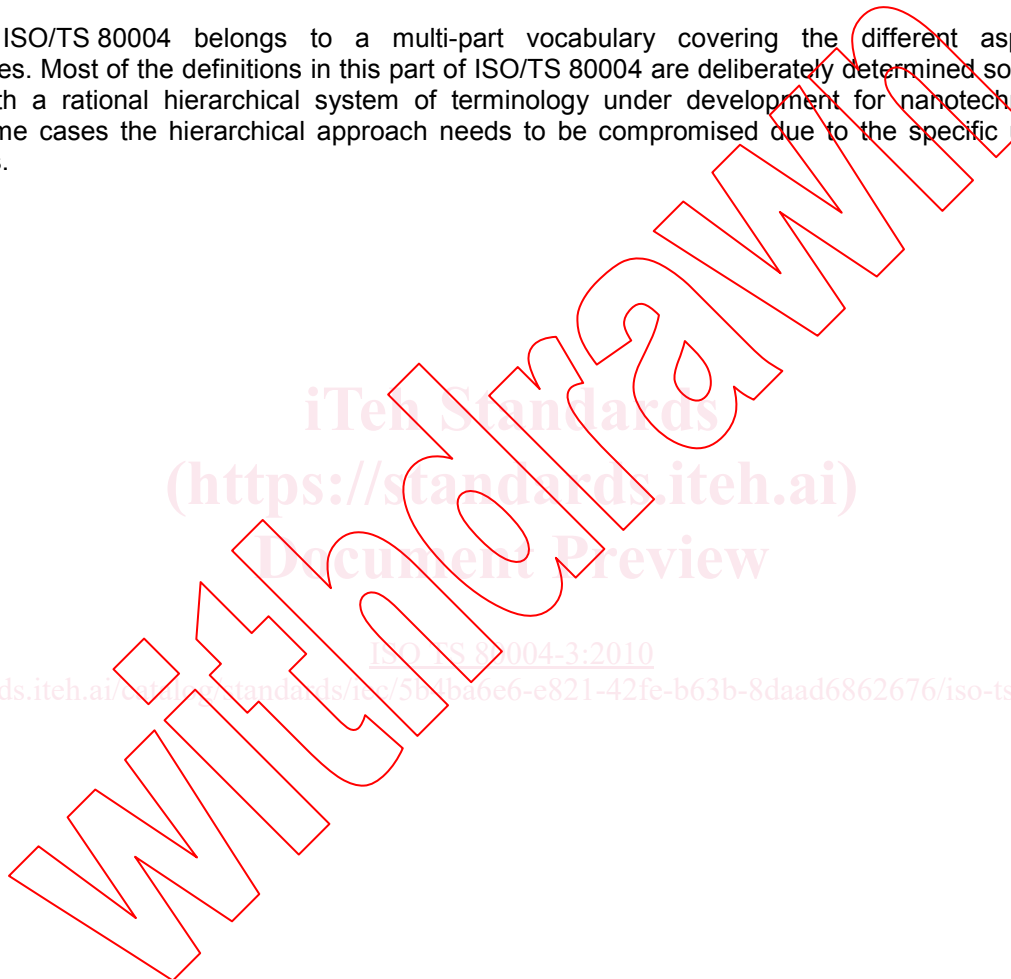 ISO/TS 80004 belongs to a multi-part vocabulary covering the different asp
es. Most of the definitions in this part of ISO/TS 80004 are deliberately determined so
th a rational hierarchical system of terminology under development for nanotech
me cases the hierarchical approach needs to be compromised due to the specific
s.
iTeh Standards
(https://standards.iteh.ai)
Document Preview
ISO TS 80004-3:2010
ds.iteh.ai/catalog/standards/iec/5b4ba6e6-e821-42fe-b63b-8daad6862676/iso-ts
withdrawn